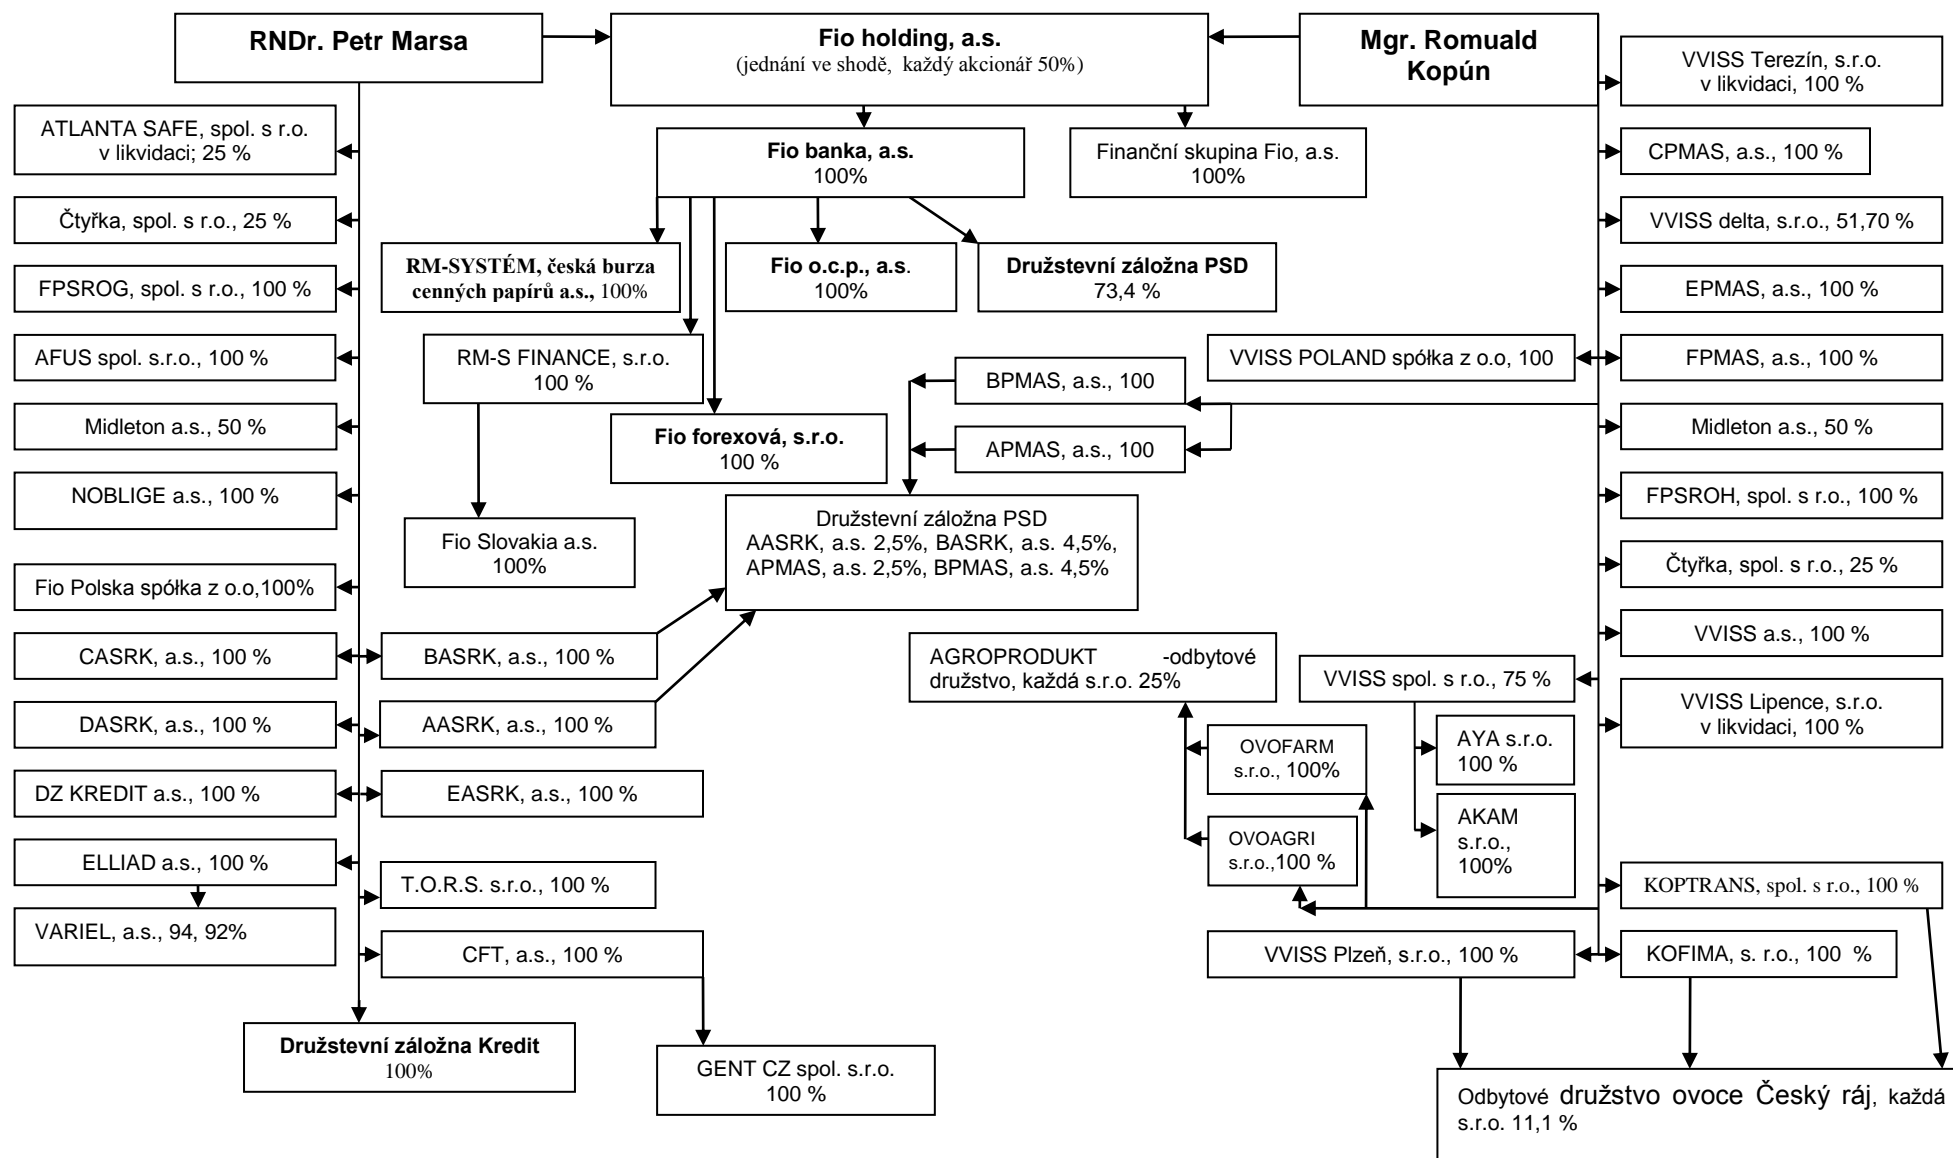 RNDr. Petr Marsa
Fio holding, a.s.
(jednání ve shodě, každý akcionář 50%)
Mgr. Romuald
Kopún
VVISS Terezín, s.r.o.
v likvidaci, 100 %
ATLANTA SAFE, spol. s r.o.
v likvidaci; 25 %
Fio banka, a.s.
100%
Finanční skupina Fio, a.s.
100%
CPMAS, a.s., 100 %
Čtyřka, spol. s r.o., 25 %
VVISS delta, s.r.o., 51,70 %
RM-SYSTÉM, česká burza
cenných papírů a.s., 100%
Fio o.c.p., a.s.
100%
Družstevní záložna PSD
73,4 %
FPSROG, spol. s r.o., 100 %
EPMAS, a.s., 100 %
AFUS spol. s.r.o., 100 %
RM-S FINANCE, s.r.o.
100 %
VVISS POLAND spólka z o.o, 100
FPMAS, a.s., 100 %
BPMAS, a.s., 100
Midleton a.s., 50 %
Fio forexová, s.r.o.
100 %
APMAS, a.s., 100
Midleton a.s., 50 %
NOBLIGE a.s., 100 %
FPSROH, spol. s r.o., 100 %
Fio Slovakia a.s.
100%
Družstevní záložna PSD
AASRK, a.s. 2,5%, BASRK, a.s. 4,5%,
APMAS, a.s. 2,5%, BPMAS, a.s. 4,5%
Čtyřka, spol. s r.o., 25 %
Fio Polska spólka z o.o,100%
CASRK, a.s., 100 %
BASRK, a.s., 100 %
AGROPRODUKT -odbytové
družstvo, každá s.r.o. 25%
VVISS a.s., 100 %
VVISS spol. s r.o., 75 %
DASRK, a.s., 100 %
AASRK, a.s., 100 %
VVISS Lipence, s.r.o.
v likvidaci, 100 %
OVOFARM
s.r.o., 100%
AYA s.r.o.
100 %
DZ KREDIT a.s., 100 %
EASRK, a.s., 100 %
OVOAGRI
s.r.o.,100 %
AKAM
s.r.o.,
100%
ELLIAD a.s., 100 %
T.O.R.S. s.r.o., 100 %
KOPTRANS, spol. s r.o., 100 %
VARIEL, a.s., 94, 92%
CFT, a.s., 100 %
VVISS Plzeň, s.r.o., 100 %
KOFIMA, s. r.o., 100 %
Družstevní záložna Kredit
100%
GENT CZ spol. s.r.o.
100 %
Odbytové družstvo ovoce Český ráj, každá
s.r.o. 11,1 %